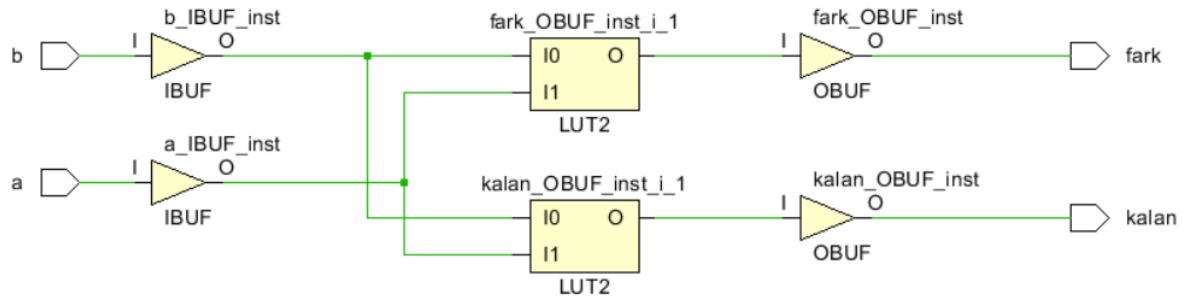 b_IBUF_inst
fark_OBUF_inst_i_1
fark_OBUF_inst
b
I
O
I0
O
I
O
fark
IBUF
I1
OBUF
LUT2
a_IBUF_inst
a
I
O
kalan_OBUF_inst_i_1
kalan_OBUF_inst
IBUF
I0
O
I
O
kalan
I1
OBUF
LUT2